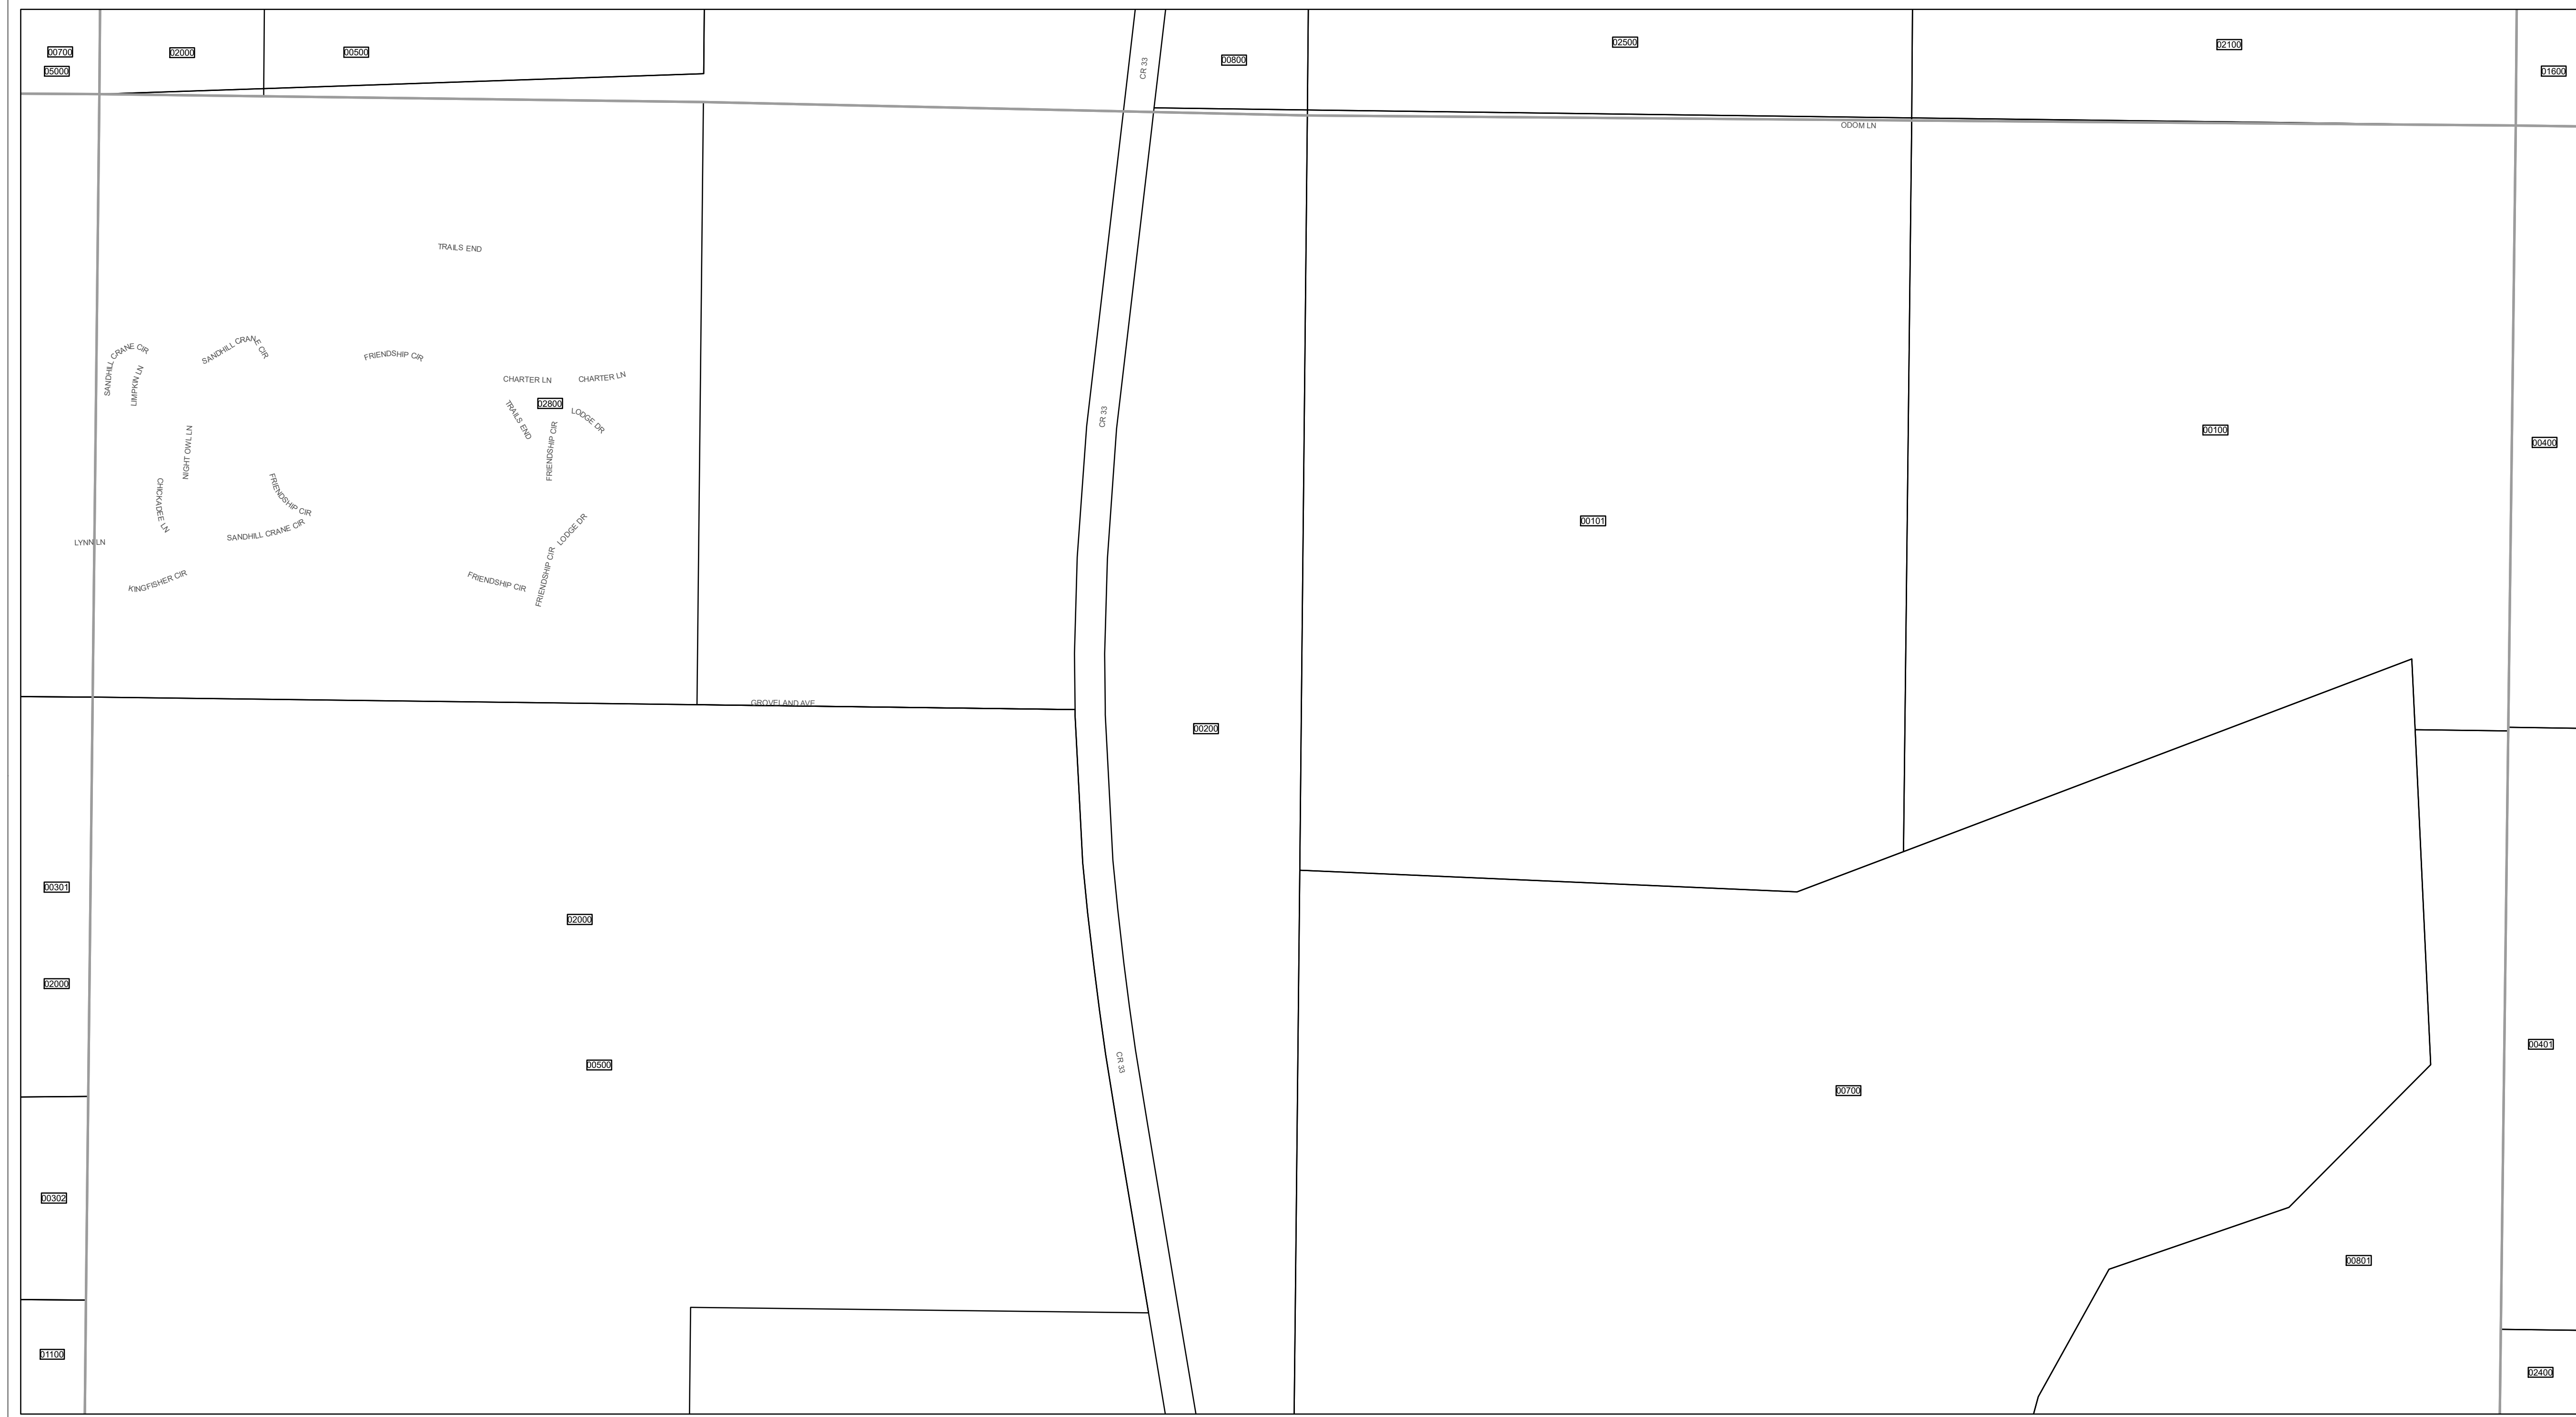 00700
02000
00500
05000
CR 33
00800
02500
02100
01600
ODOM LN
TRAILS END
SANDHILL CRANE CIR
LIMPKIN LN
SANDHILL CRANE CIR
FRIENDSHIP CIR
CHARTER LN
CHARTER LN
02800
TRAILS END
LODGE DR
FRIENDSHIP CIR
CR 33
00100
00400
NIGHT OWL LN
CHICKADEE LN
FRIENDSHIP CIR
SANDHILL CRANE CIR
LODGE DR
00101
LYNN LN
KINGFISHER CIR
FRIENDSHIP CIR
FRIENDSHIP CIR
GROVELAND AVE
00200
00301
02000
02000
00500
CR 33
00700
00401
00302
00801
01100
02400